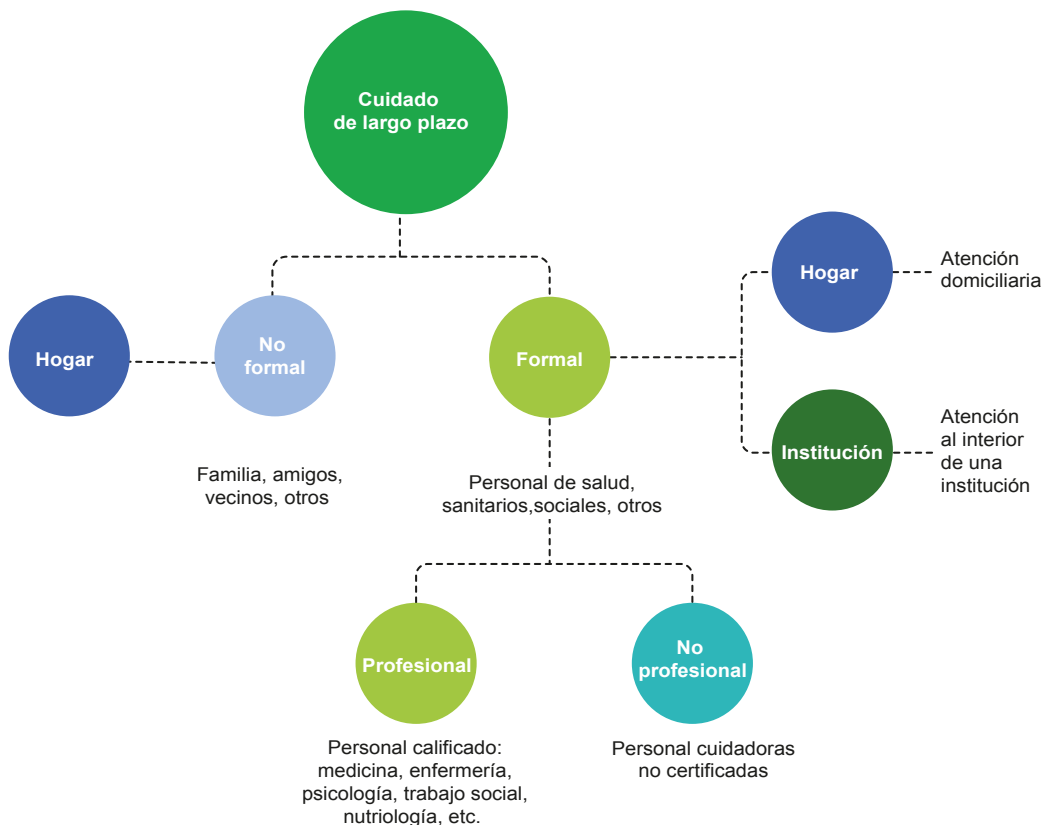 Cuidado
de largo plazo
Hogar
Atención
domiciliaria
Hogar
No
formal
Formal
Institución
Atención
al interior
de una
institución
Familia, amigos,
vecinos, otros
Personal de salud,
sanitarios,sociales, otros
Profesional
No
profesional
Personal calificado:
medicina, enfermería,
psicología, trabajo social,
nutriología, etc.
Personal cuidadoras
no certificadas